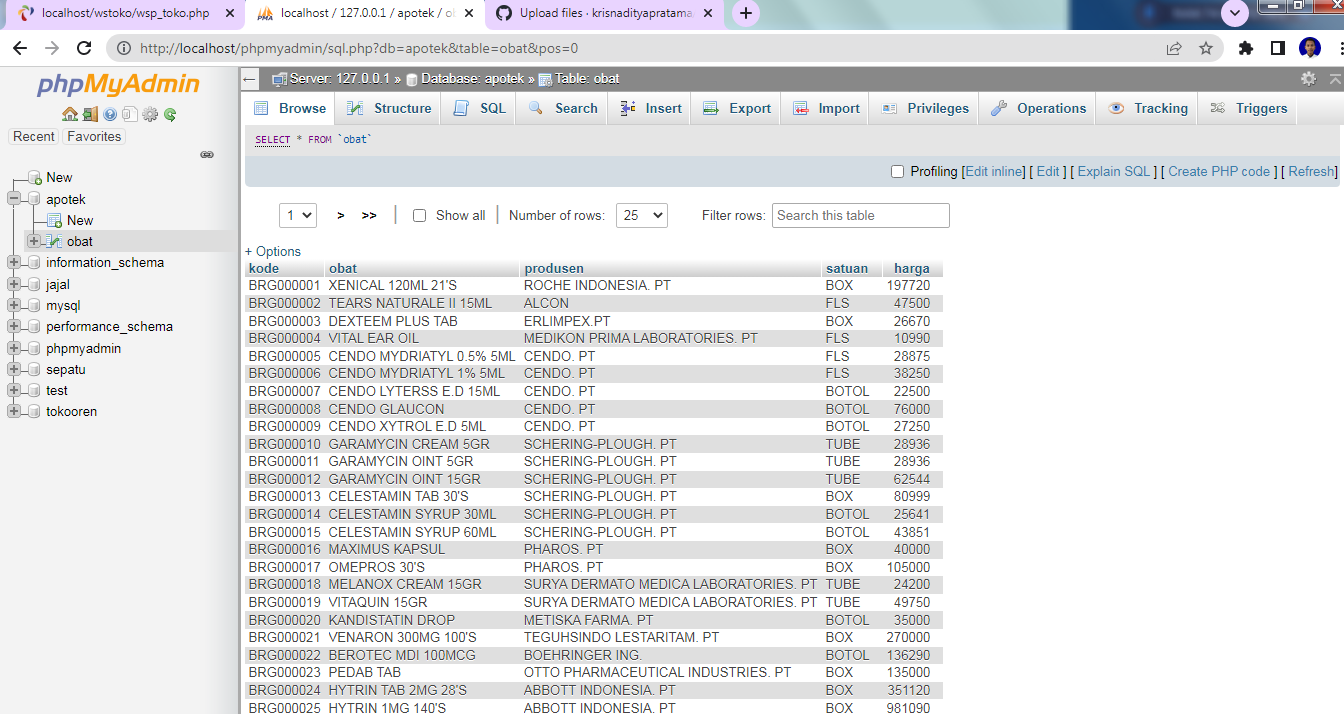 localhost/wstoko/wsp_toko.php
localhost / 127.0.0.1 / apotek / ob
Upload files · krisnadityapratama
http://localhost/phpmyadmin/sql.php?db=apotek&table=obat&pos=0
phpMyAdmin
Recent Favorites
New
apotek
New
obat
information_schema
jajal
mysql
performance_schema
phpmyadmin
sepatu
test
tokooren
Server: 127.0.0.1 » Database: apotek » Table: obat
Browse Structure SQL Search Insert Export Import Privileges Operations Tracking Triggers
SELECT * FROM `obat`
Profiling [Edit inline] [ Edit ] [ Explain SQL ] [ Create PHP code ] [ Refresh]
1 > >> | Show all | Number of rows: 25 Filter rows: Search this table
+ Options
kode obat produsen satuan harga
BRG000001 XENICAL 120ML 21'S ROCHE INDONESIA. PT BOX 197720
BRG000002 TEARS NATURALE II 15ML ALCON FLS 47500
BRG000003 DEXTEEM PLUS TAB ERLIMPEX.PT BOX 26670
BRG000004 VITAL EAR OIL MEDIKON PRIMA LABORATORIES. PT FLS 10990
BRG000005 CENDO MYDRIATYL 0.5% 5ML CENDO. PT FLS 28875
BRG000006 CENDO MYDRIATYL 1% 5ML CENDO. PT FLS 38250
BRG000007 CENDO LYTERSS E.D 15ML CENDO. PT BOTOL 22500
BRG000008 CENDO GLAUCON CENDO. PT BOTOL 76000
BRG000009 CENDO XYTROL E.D 5ML CENDO. PT BOTOL 27250
BRG000010 GARAMYCIN CREAM 5GR SCHERING-PLOUGH. PT TUBE 28936
BRG000011 GARAMYCIN OINT 5GR SCHERING-PLOUGH. PT TUBE 28936
BRG000012 GARAMYCIN OINT 15GR SCHERING-PLOUGH. PT TUBE 62544
BRG000013 CELESTAMIN TAB 30'S SCHERING-PLOUGH. PT BOX 80999
BRG000014 CELESTAMIN SYRUP 30ML SCHERING-PLOUGH. PT BOTOL 25641
BRG000015 CELESTAMIN SYRUP 60ML SCHERING-PLOUGH. PT BOTOL 43851
BRG000016 MAXIMUS KAPSUL PHAROS. PT BOX 40000
BRG000017 OMEPROS 30'S PHAROS. PT BOX 105000
BRG000018 MELANOX CREAM 15GR SURYA DERMATO MEDICA LABORATORIES. PT TUBE 24200
BRG000019 VITAQUIN 15GR SURYA DERMATO MEDICA LABORATORIES. PT TUBE 49750
BRG000020 KANDISTATIN DROP METISKA FARMA. PT BOTOL 35000
BRG000021 VENARON 300MG 100'S TEGUHSINDO LESTARITAM. PT BOX 270000
BRG000022 BEROTEC MDI 100MCG BOEHRINGER ING. BOTOL 136290
BRG000023 PEDAB TAB OTTO PHARMACEUTICAL INDUSTRIES. PT BOX 135000
BRG000024 HYTRIN TAB 2MG 28'S ABBOTT INDONESIA. PT BOX 351120
BRG000025 HYTRIN 1MG 140'S ABBOTT INDONESIA. PT BOX 981090